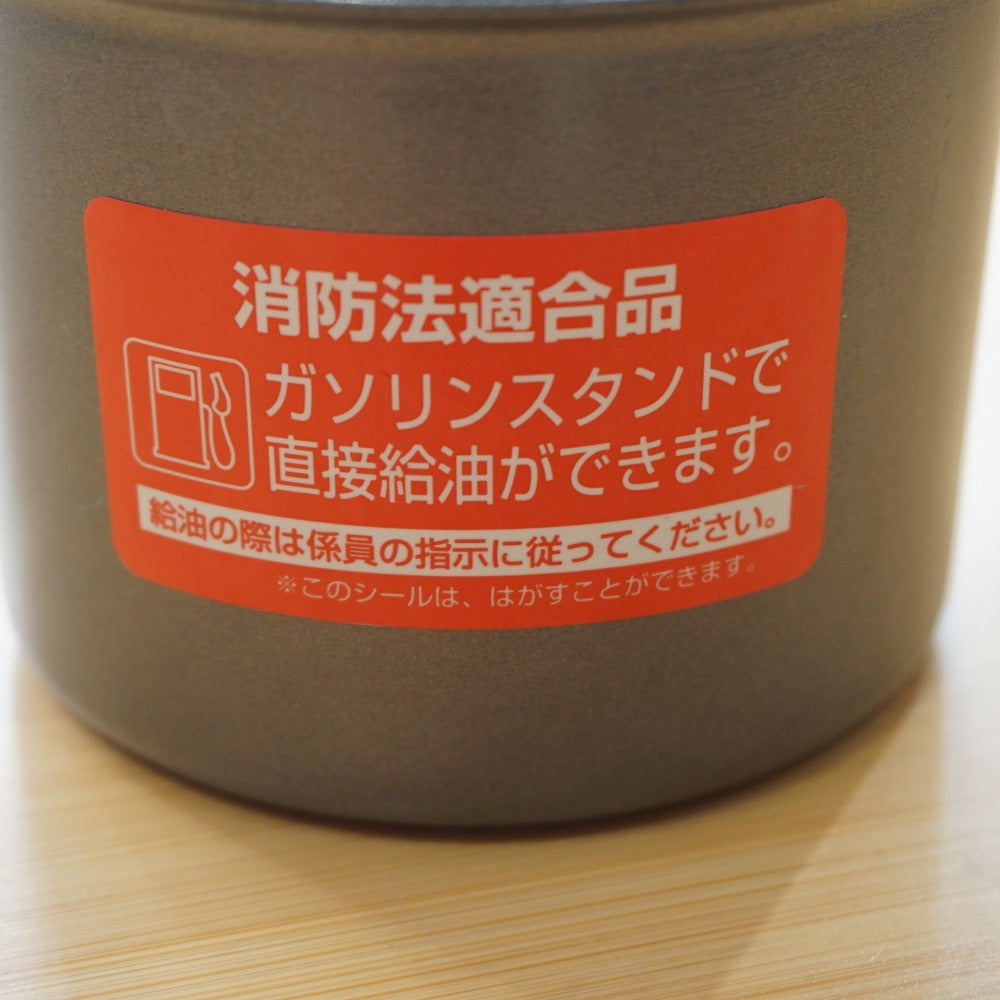 消防法適合品
ガソリンスタンドで
直接給油ができます。
給油の際は係員の指示に従ってください。
※このシールは、はがすことができます。